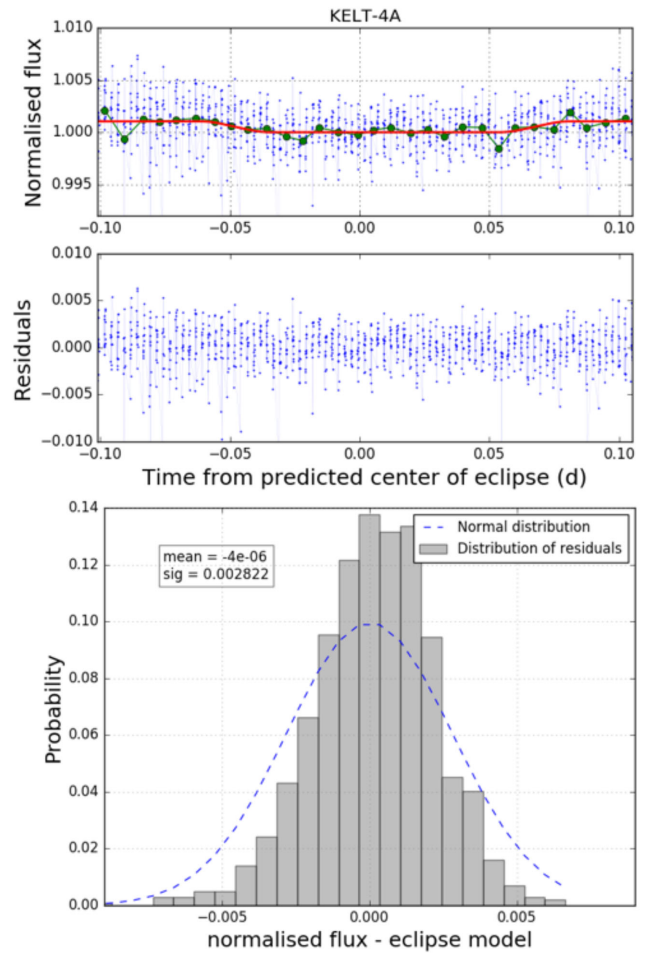 KELT-4A
1.010
1.005
1.000
0.995
Normalised flux
−0.10 −0.05 0.00 0.05 0.10
0.010
0.005
0.000
−0.005
−0.010
Residuals
−0.10 −0.05 0.00 0.05 0.10
Time from predicted center of eclipse (d)
0.14
0.12
0.10
0.08
0.06
0.04
0.02
0.00
Probability
mean = -4e-06
sig = 0.002822
Normal distribution
Distribution of residuals
−0.005 0.000 0.005
normalised flux - eclipse model